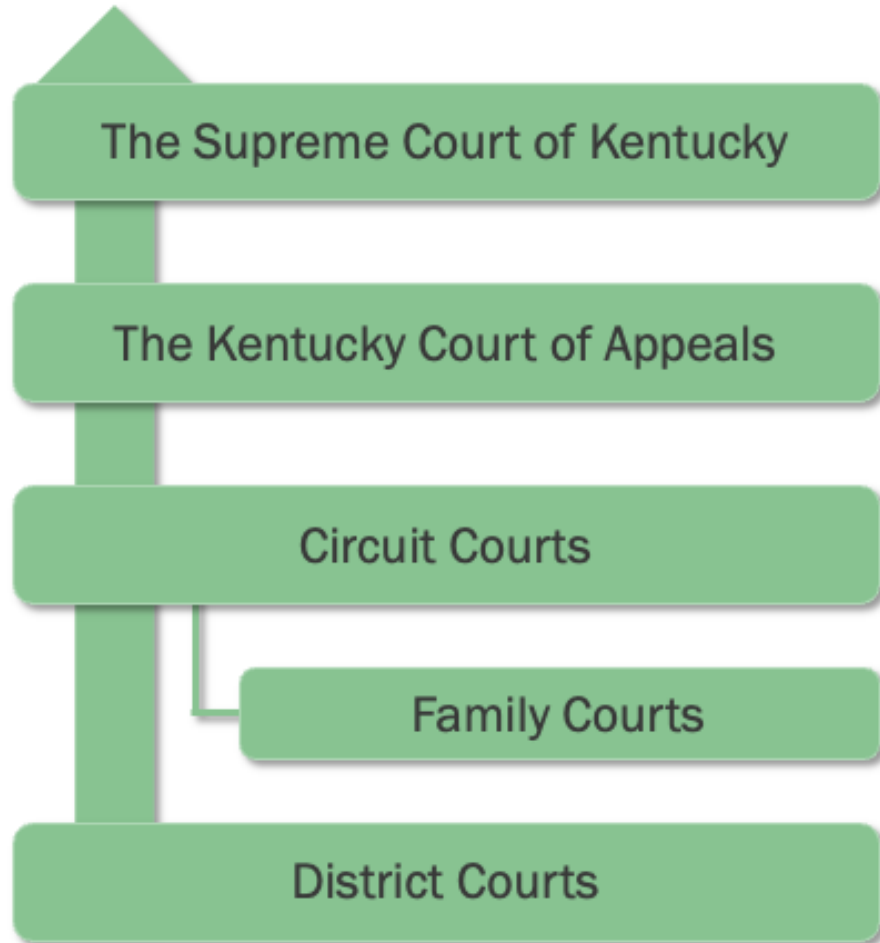 The Supreme Court of Kentucky
The Kentucky Court of Appeals
Circuit Courts
Family Courts
District Courts